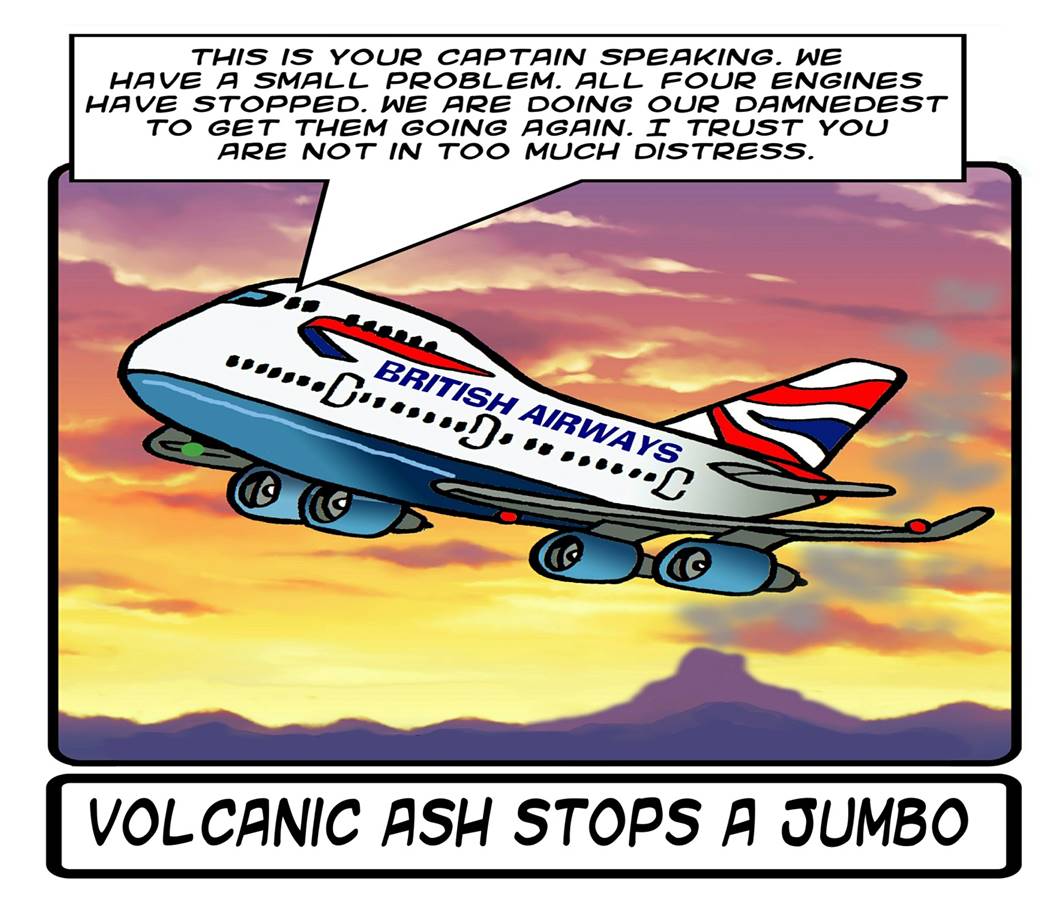 THIS IS YOUR CAPTAIN SPEAKING. WE
HAVE A SMALL PROBLEM. ALL FOUR ENGINES
HAVE STOPPED. WE ARE DOING OUR DAMNEDEST
TO GET THEM GOING AGAIN. I TRUST YOU
ARE NOT IN TOO MUCH DISTRESS.
BRITISH AIRWAYS
VOLCANIC ASH STOPS A JUMBO